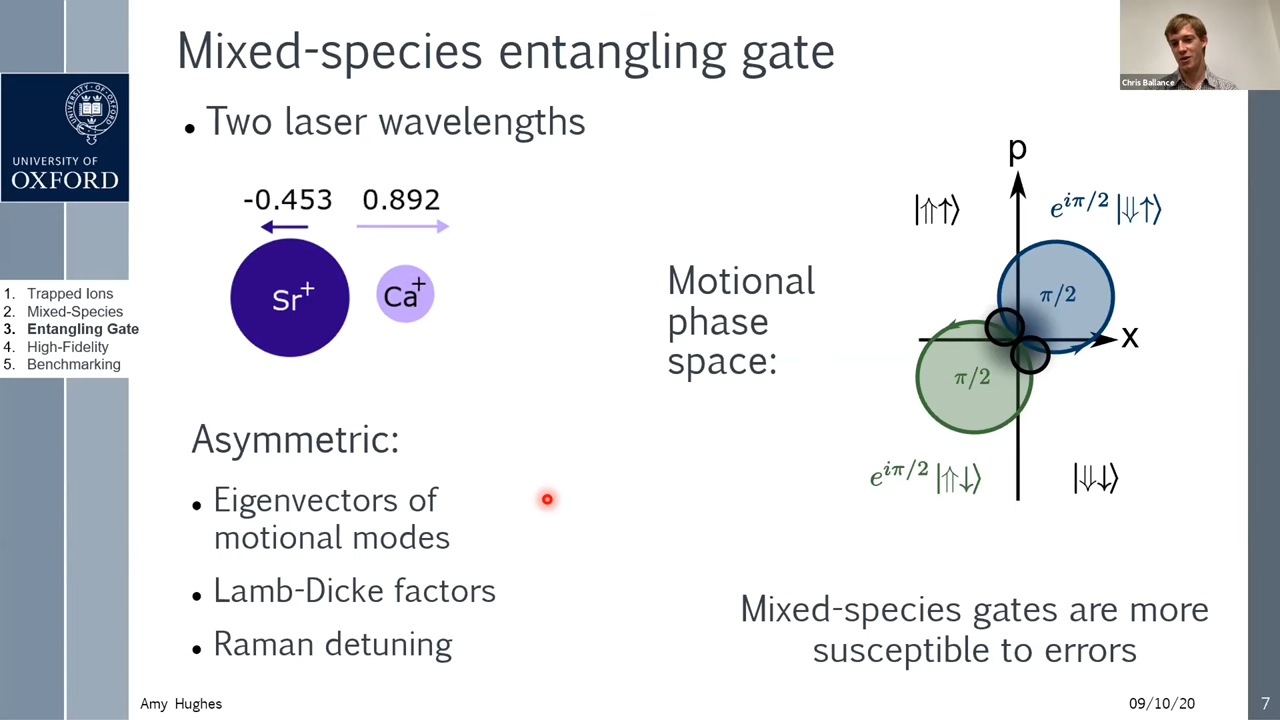 Mixed-species entangling gate
Chris Ballance
• Two laser wavelengths
UNIVERSITY OF
OXFORD
-0.453 0.892
Sr+
Ca+
1. Trapped Ions
2. Mixed-Species
3. Entangling Gate
4. High-Fidelity
5. Benchmarking
Motional
phase
space:
p
|⇑↑⟩
e^{iπ/2} |⇓↑⟩
π/2
x
π/2
e^{iπ/2} |⇑↓⟩
|⇓↓⟩
Asymmetric:
• Eigenvectors of
motional modes
• Lamb-Dicke factors
• Raman detuning
Mixed-species gates are more
susceptible to errors
Amy Hughes
09/10/20
7